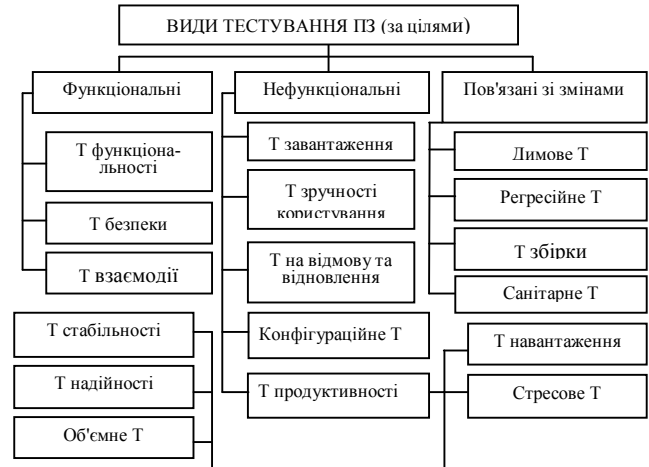 ВИДИ ТЕСТУВАННЯ ПЗ (за цілями)
Функціональні
Нефункціональні
Пов'язані зі змінами
Т функціона-
льності
Т безпеки
Т взаємодії
Т завантаження
Т зручності
користування
Т на відмову та
відновлення
Конфігураційне Т
Т продуктивності
Димове Т
Регресійне Т
Т збірки
Санітарне Т
Т стабільності
Т надійності
Об'ємне Т
Т навантаження
Стресове Т